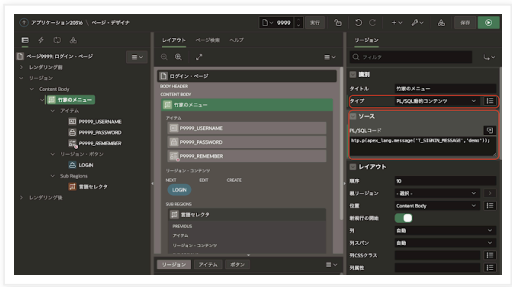 アプリケーション20316 \ ページ・デザイナ
9999
実行
保存
ページ9999: ログイン・ページ
レンダリング前
リージョン
Content Body
竹家のメニュー
アイテム
P9999_USERNAME
P9999_PASSWORD
P9999_REMEMBER
リージョン・ボタン
LOGIN
Sub Regions
言語セレクタ
レンダリング後
レイアウト ページ検索 ヘルプ
ログイン・ページ
BODY HEADER
CONTENT BODY
竹家のメニュー
アイテム
P9999_USERNAME
P9999_PASSWORD
P9999_REMEMBER
リージョン・コンテンツ
NEXT EDIT CREATE
LOGIN
SUB REGIONS
言語セレクタ
PREVIOUS
アイテム
リージョン・コンテンツ
リージョン アイテム ボタン
リージョン
フィルタ
識別
タイトル 竹家のメニュー
タイプ PL/SQL動的コンテンツ
ソース
PL/SQLコード
htp.p(apex_lang.message('T_SIGNIN_MESSAGE','demo'));
レイアウト
順序 10
親リージョン - 選択 -
位置 Content Body
新規行の開始
列 自動
列スパン 自動
列CSSクラス
列属性